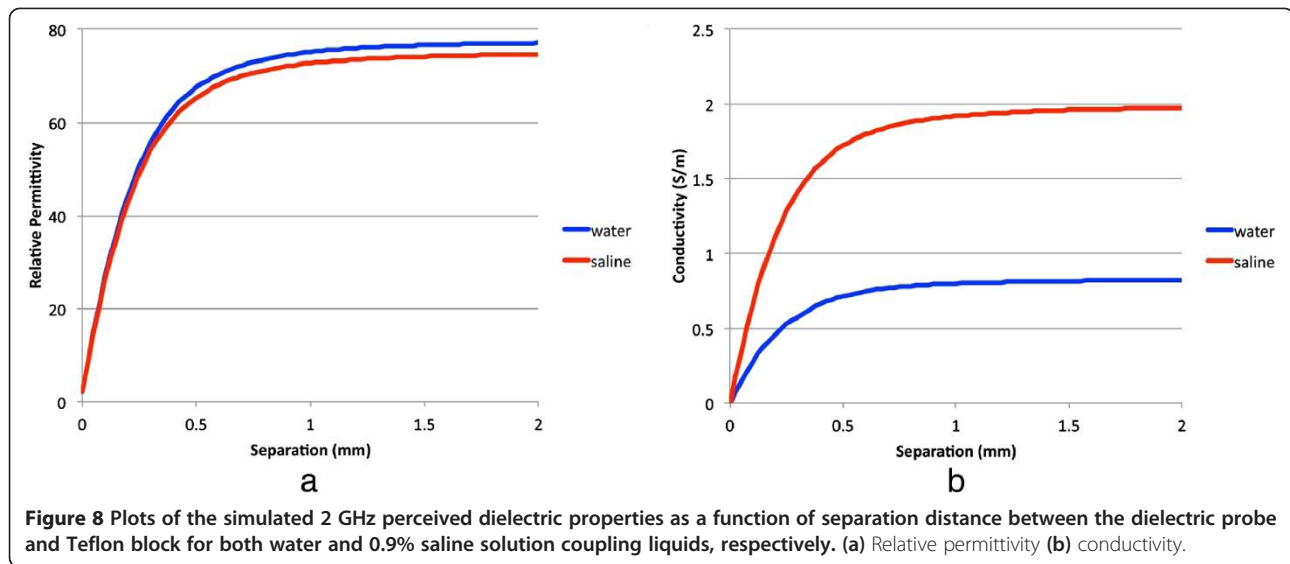 80
60
40
20
0
Relative Permittivity
0 0.5 1 1.5 2
Separation (mm)
water
saline
a
2.5
2
1.5
1
0.5
0
Conductivity (S/m)
0 0.5 1 1.5 2
Separation (mm)
water
saline
b
Figure 8 Plots of the simulated 2 GHz perceived dielectric properties as a function of separation distance between the dielectric probe
and Teflon block for both water and 0.9% saline solution coupling liquids, respectively. (a) Relative permittivity (b) conductivity.